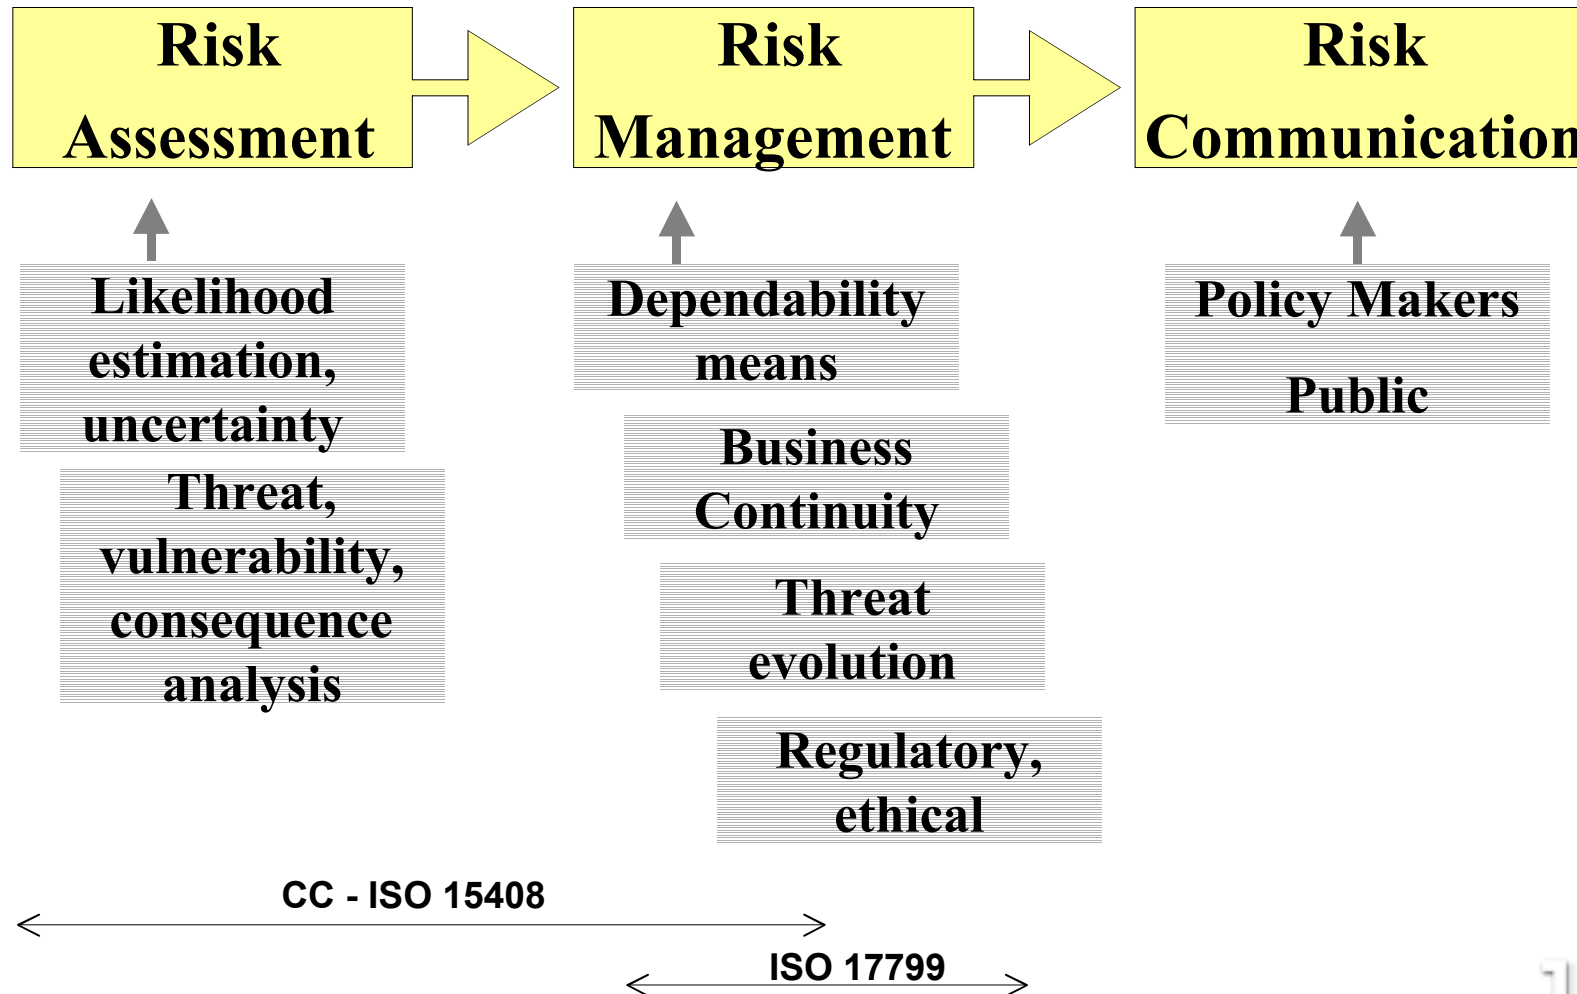 Risk
Assessment
Risk
Management
Risk
Communication
Likelihood
estimation,
uncertainty
Threat,
vulnerability,
consequence
analysis
Dependability
means
Business
Continuity
Threat
evolution
Regulatory,
ethical
Policy Makers
Public
CC - ISO 15408
ISO 17799